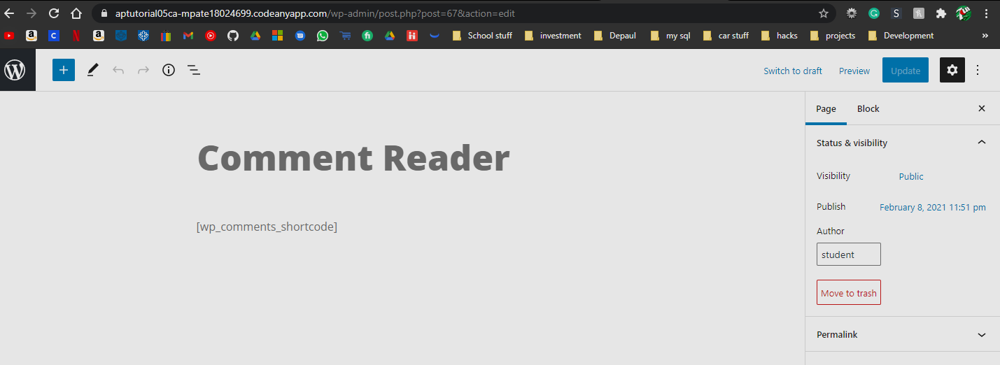 aptutorial05ca-mpate18024699.codeanyapp.com/wp-admin/post.php?post=67&action=edit
School stuff investment Depaul my sql car stuff hacks projects Development »
Switch to draft Preview Update
Page Block
Comment Reader
Status & visibility
Visibility Public
Publish February 8, 2021 11:51 pm
[wp_comments_shortcode]
Author
student
Move to trash
Permalink